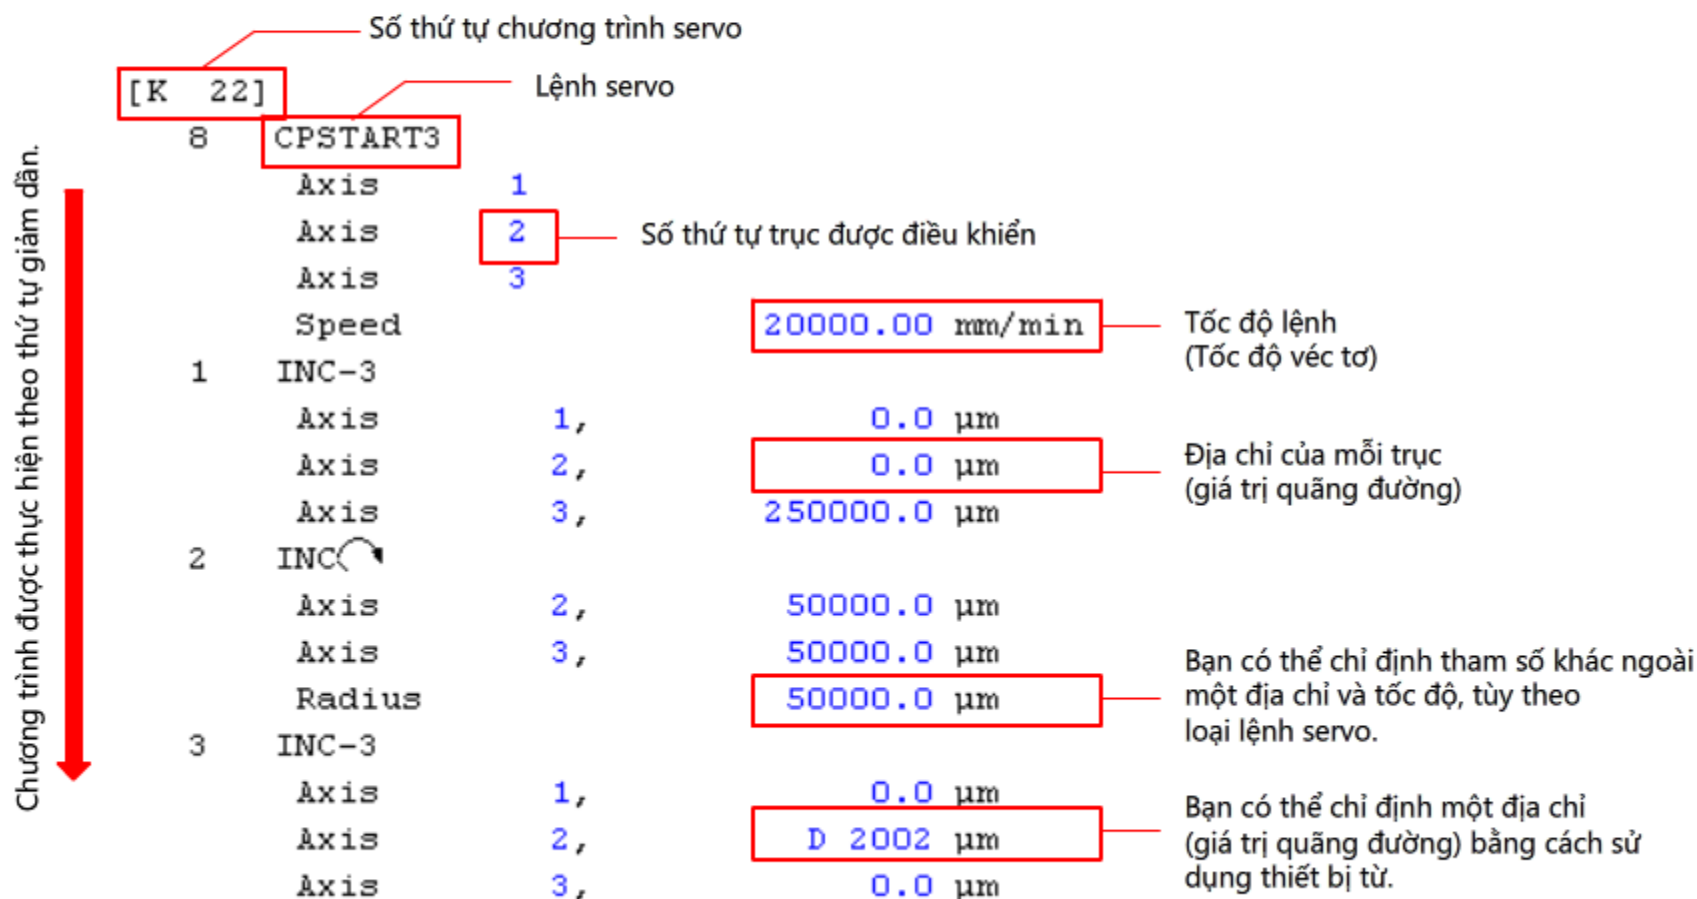 Số thứ tự chương trình servo
[K 22]
Lệnh servo
8 CPSTART3
Axis 1
Axis 2
Số thứ tự trục được điều khiển
Axis 3
Speed 20000.00 mm/min
Tốc độ lệnh
(Tốc độ véc tơ)
1 INC-3
Axis 1, 0.0 µm
Axis 2, 0.0 µm
Địa chỉ của mỗi trục
(giá trị quãng đường)
Axis 3, 250000.0 µm
2 INC
Axis 2, 50000.0 µm
Axis 3, 50000.0 µm
Radius 50000.0 µm
Bạn có thể chỉ định tham số khác ngoài
một địa chỉ và tốc độ, tùy theo
loại lệnh servo.
3 INC-3
Axis 1, 0.0 µm
Axis 2, D 2002 µm
Bạn có thể chỉ định một địa chỉ
(giá trị quãng đường) bằng cách sử
dụng thiết bị từ.
Axis 3, 0.0 µm
Chương trình được thực hiện theo thứ tự giảm dần.